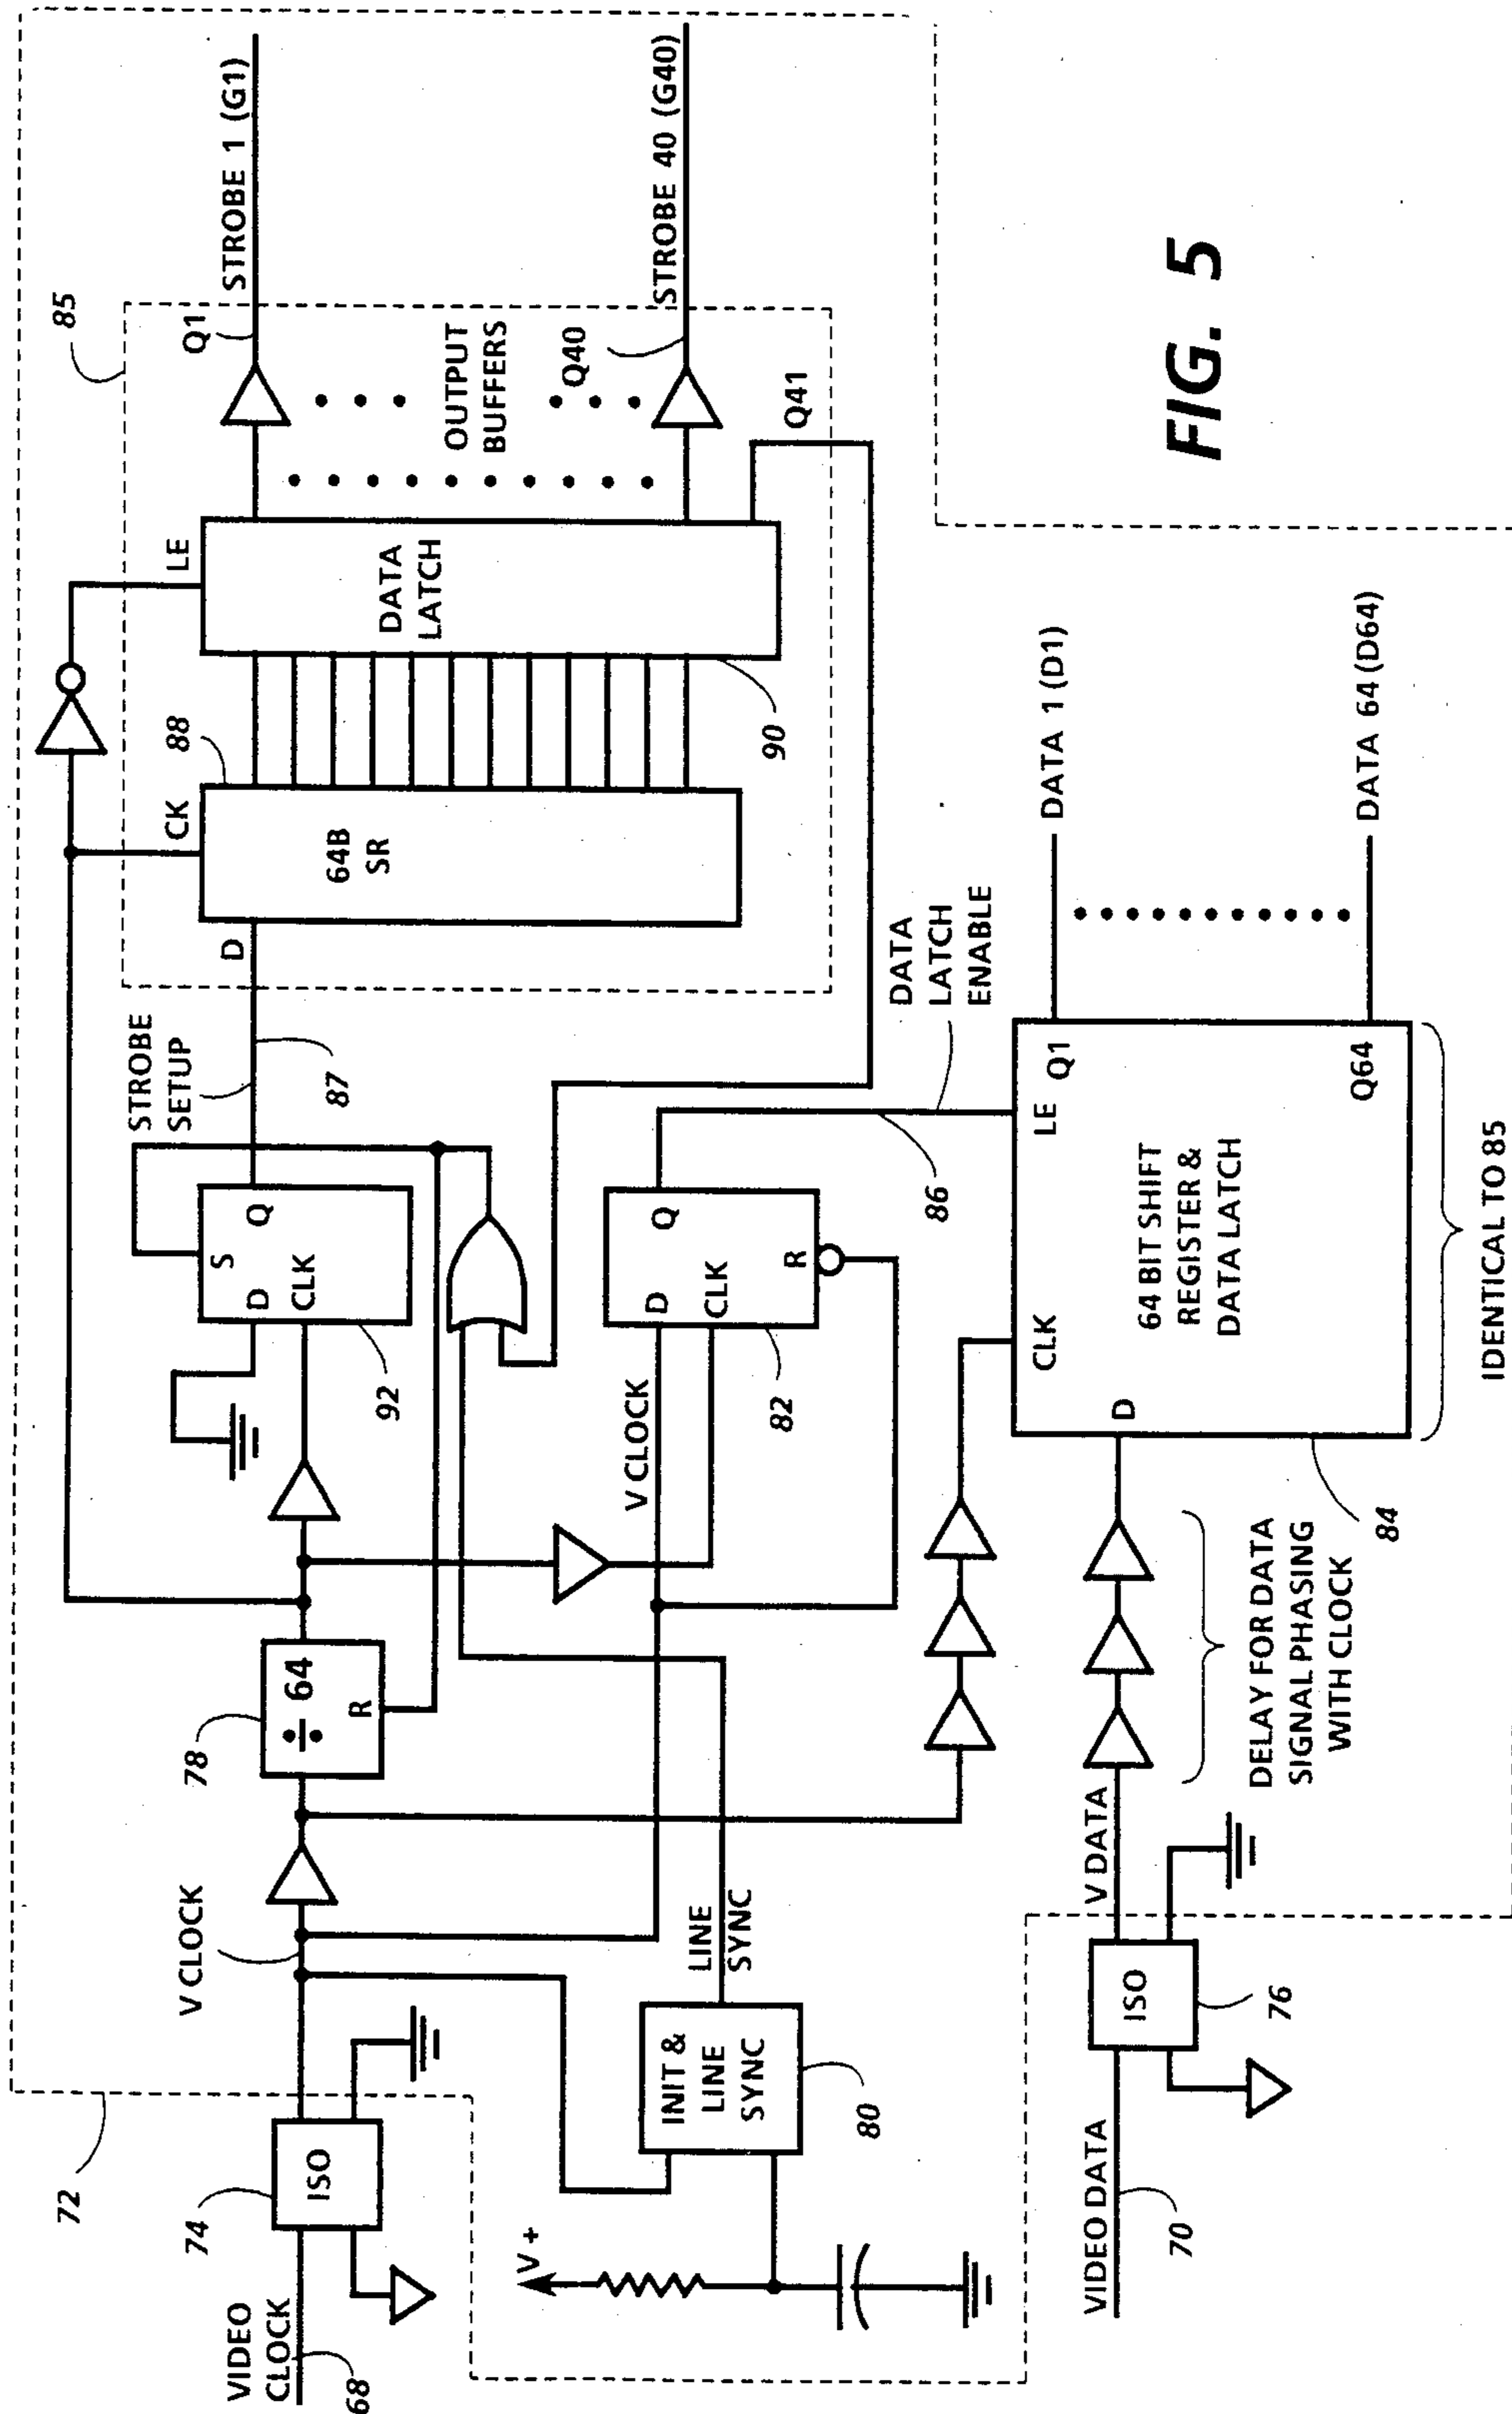 VIDEO
CLOCK
68
74
ISO
72
V CLOCK
78
÷ 64
R
INIT &
LINE
SYNC
80
V +
LINE
SYNC
STROBE
SETUP
87
S
D
Q
CLK
92
V CLOCK
D
Q
CLK
R
82
86
DATA
LATCH
ENABLE
85
D
CK
88
64B
SR
LE
DATA
LATCH
90
OUTPUT
BUFFERS
Q1
Q40
Q41
STROBE 1 (G1)
STROBE 40 (G40)
VIDEO DATA
70
ISO
76
V DATA
DELAY FOR DATA
SIGNAL PHASING
WITH CLOCK
D
CLK
LE
Q1
Q64
64 BIT SHIFT
REGISTER &
DATA LATCH
84
IDENTICAL TO 85
DATA 1 (D1)
DATA 64 (D64)
FIG. 5